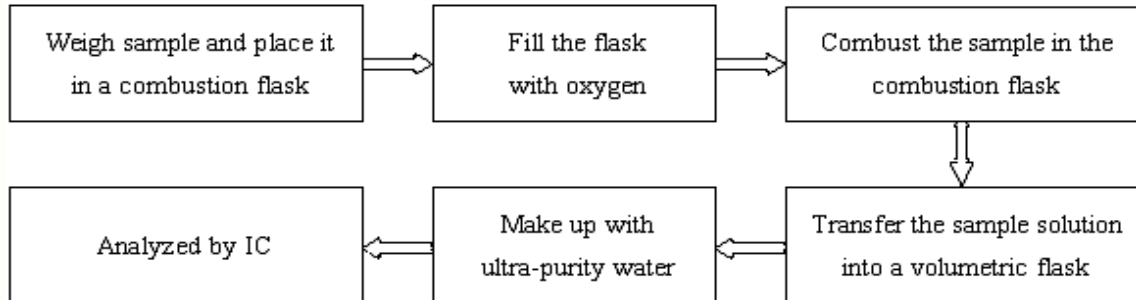 Weigh sample and place it
in a combustion flask
Fill the flask
with oxygen
Combust the sample in the
combustion flask
Transfer the sample solution
into a volumetric flask
Make up with
ultra-purity water
Analyzed by IC